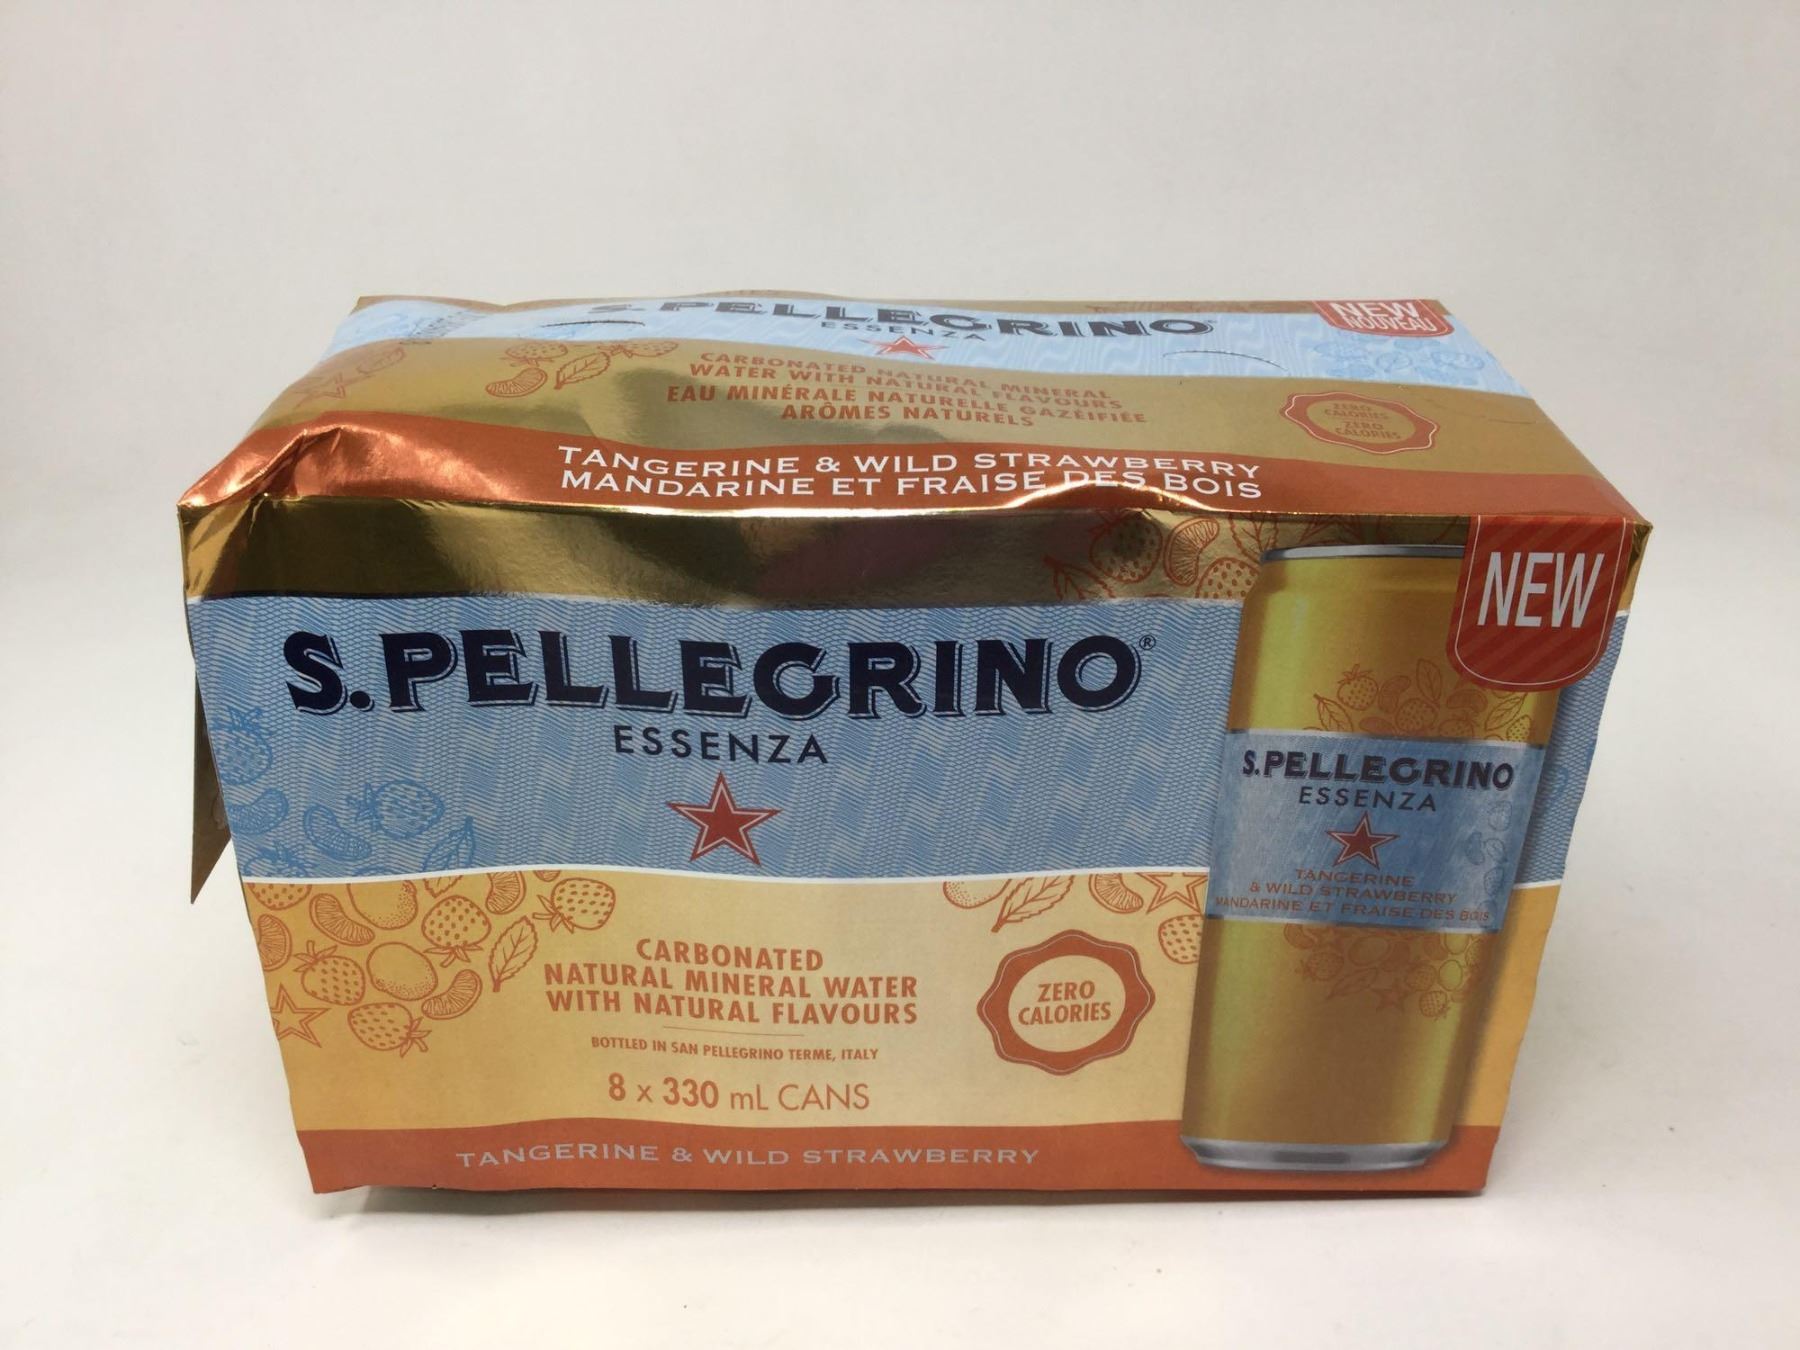 S. PELLEGRINO
ESSENZA
NEW
NOUVEAU
CARBONATED NATURAL MINERAL
WATER WITH NATURAL FLAVOURS
EAU MINÉRALE NATURELLE GAZÉIFIÉE
ARÔMES NATURELS
ZERO
CALORIES
ZERO
CALORIES
TANGERINE & WILD STRAWBERRY
MANDARINE ET FRAISE DES BOIS
NEW
S.PELLEGRINO®
ESSENZA
S.PELLEGRINO
ESSENZA
TANGERINE
& WILD STRAWBERRY
MANDARINE ET FRAISE DES BOIS
CARBONATED
NATURAL MINERAL WATER
WITH NATURAL FLAVOURS
BOTTLED IN SAN PELLEGRINO TERME, ITALY
8 x 330 mL CANS
ZERO
CALORIES
TANGERINE & WILD STRAWBERRY